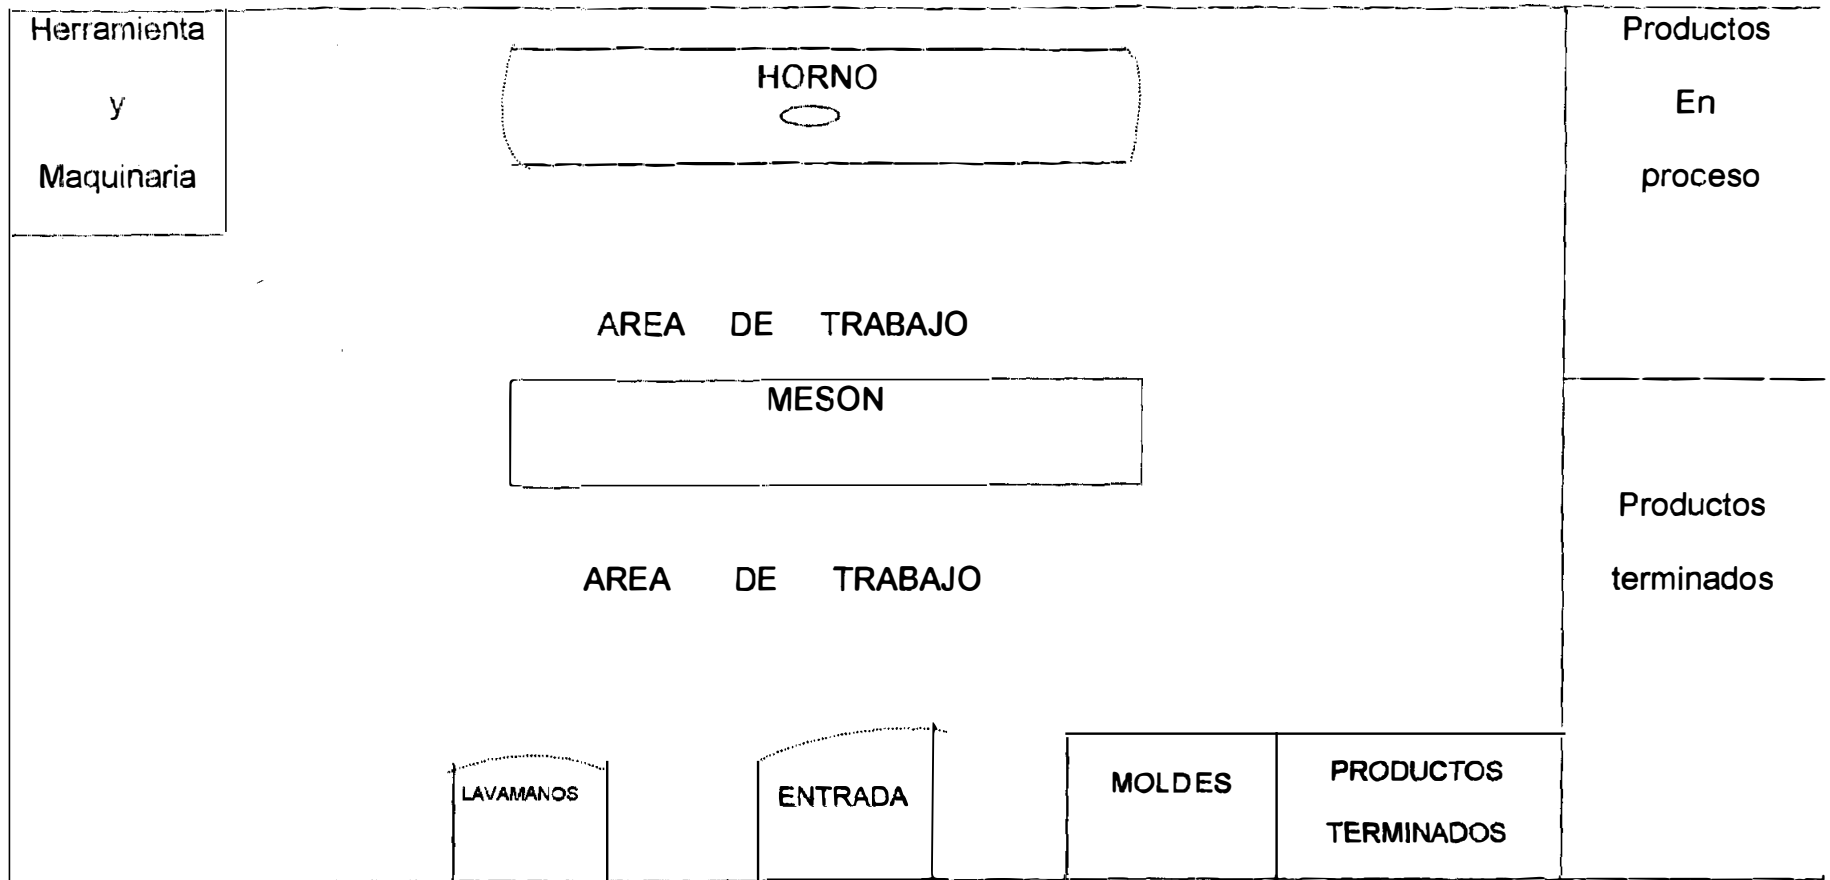 Herramienta
y
Maquinaria
HORNO
Productos
En
proceso
AREA DE TRABAJO
MESON
Productos
terminados
AREA DE TRABAJO
LAVAMANOS
ENTRADA
MOLDES
PRODUCTOS
TERMINADOS